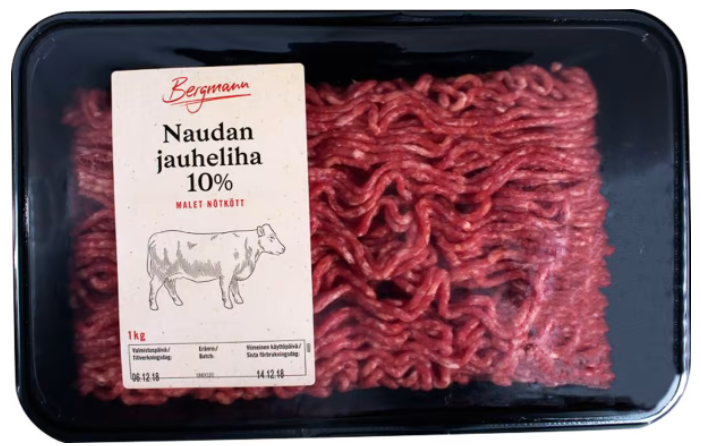 Bergmann
Naudan
jauheliha
10%
MALET NÖTKÖTT
1 kg
Valmistuspäivä/ Eränro/ Viimeinen käyttöpäivä/
Tillverkningsdag: Batch: Sista förbrukningsdag:
06.12.18 14.12.18